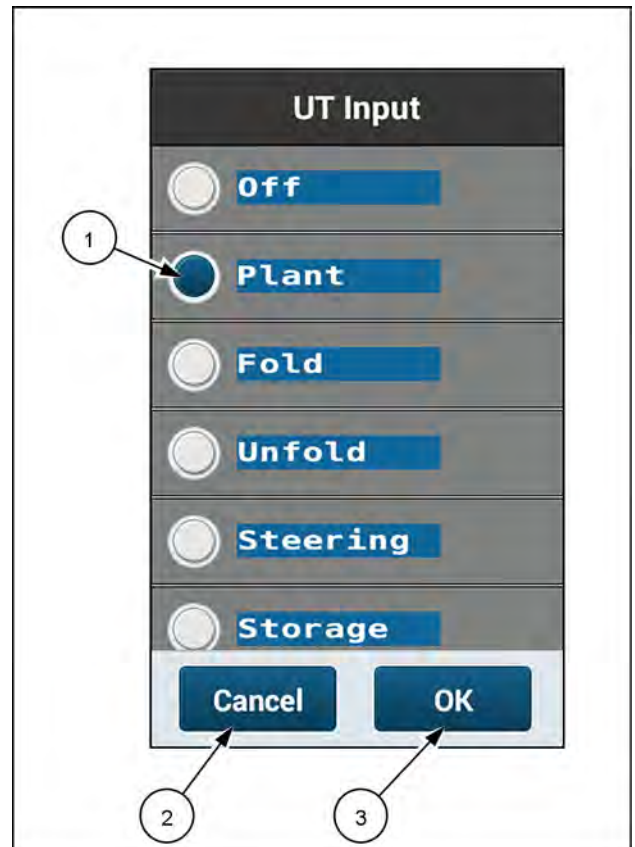 UT Input
Off
1
Plant
Fold
Unfold
Steering
Storage
Cancel OK
2 3